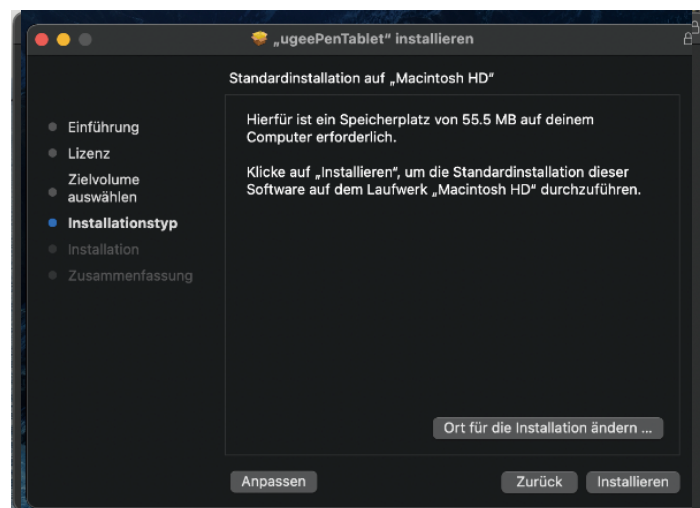 „ugeePenTablet“ installieren
Standardinstallation auf „Macintosh HD“
Einführung
Lizenz
Zielvolume
auswählen
Installationstyp
Installation
Zusammenfassung
Hierfür ist ein Speicherplatz von 55.5 MB auf deinem
Computer erforderlich.
Klicke auf „Installieren“, um die Standardinstallation dieser
Software auf dem Laufwerk „Macintosh HD“ durchzuführen.
Ort für die Installation ändern ...
Anpassen
Zurück
Installieren